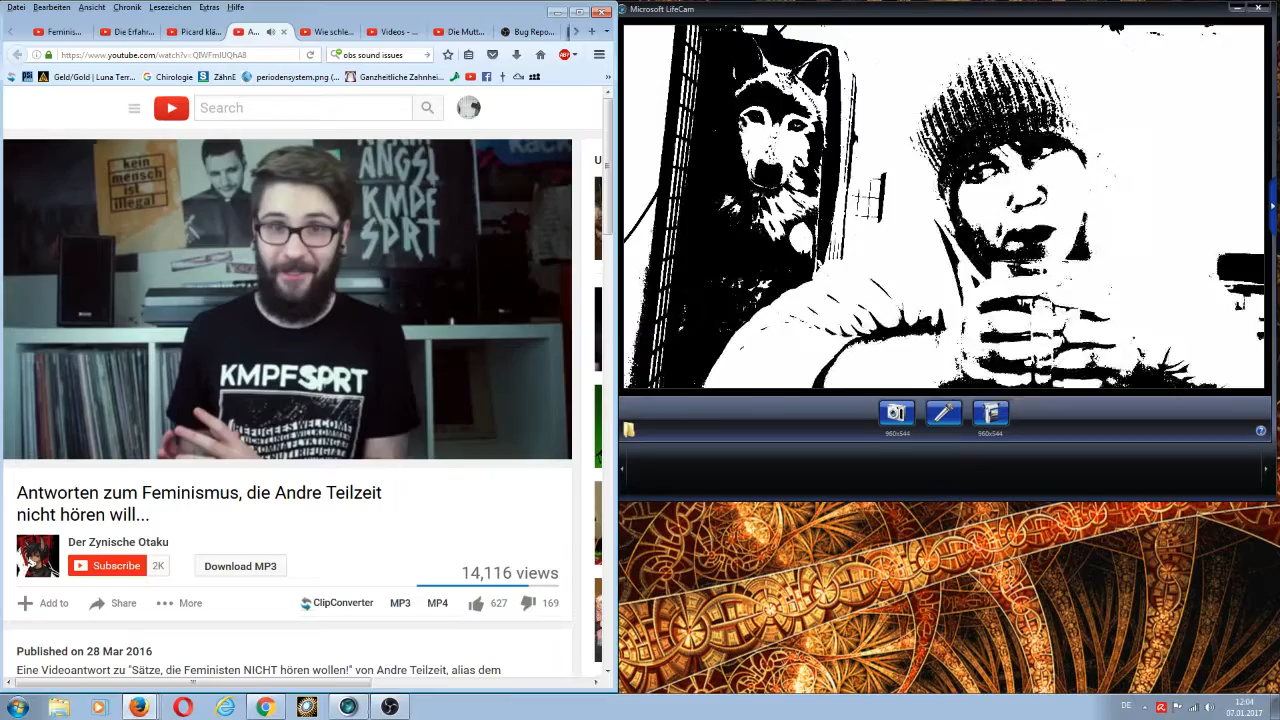 Datei Bearbeiten Ansicht Chronik Lesezeichen Extras Hilfe
Femin Die Erfahr Picard klä A Wie schle Videos - Die Mutt Bug Repo
https://www.youtube.com/watch?v=QIWFmIUQhA8
obs sound issues
ABP
Geld/Gold | Luna Terr... Chirologie ZähnE periodensystem.png (... Ganzheitliche Zahnhei...
Search
kein
mensch
ist
illegal
ANGST
KMPF
SPRT
KMPFSPRT
Antworten zum Feminismus, die Andre Teilzeit
nicht hören will...
Der Zynische Otaku
Subscribe 2K Download MP3
14,116 views
Add to Share More ClipConverter MP3 MP4 627 169
Published on 28 Mar 2016
Eine Videoantwort zu "Sätze, die Feministen NICHT hören wollen!" von Andre Teilzeit, alias dem
U
Microsoft LifeCam
960x544 960x544
DE
12:04
07.01.2017